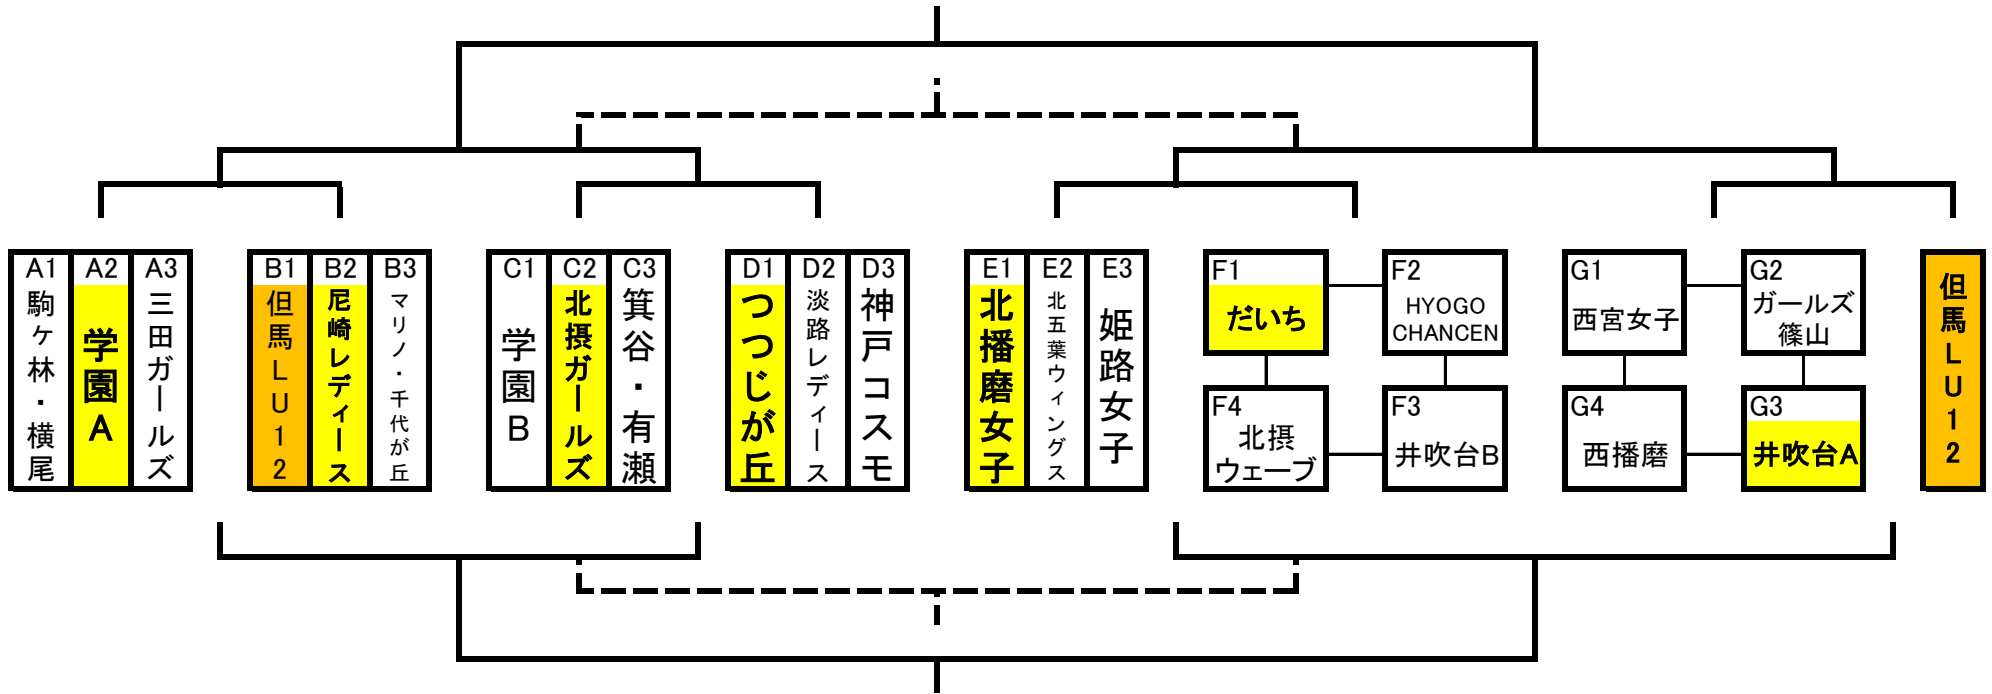 A1
駒ヶ林・横尾
A2
学園A
A3
三田ガールズ
B1
但馬LU12
B2
尼崎レディース
B3
マリノ・千代が丘
C1
学園B
C2
北摂ガールズ
C3
箕谷・有瀬
D1
つつじが丘
D2
淡路レディース
D3
神戸コスモ
E1
北播磨女子
E2
北五葉ウィングス
E3
姫路女子
F1
だいち
F2
HYOGO
CHANCEN
F4
北摂
ウェーブ
F3
井吹台B
G1
西宮女子
G2
ガールズ
篠山
G4
西播磨
G3
井吹台A
但馬LU12